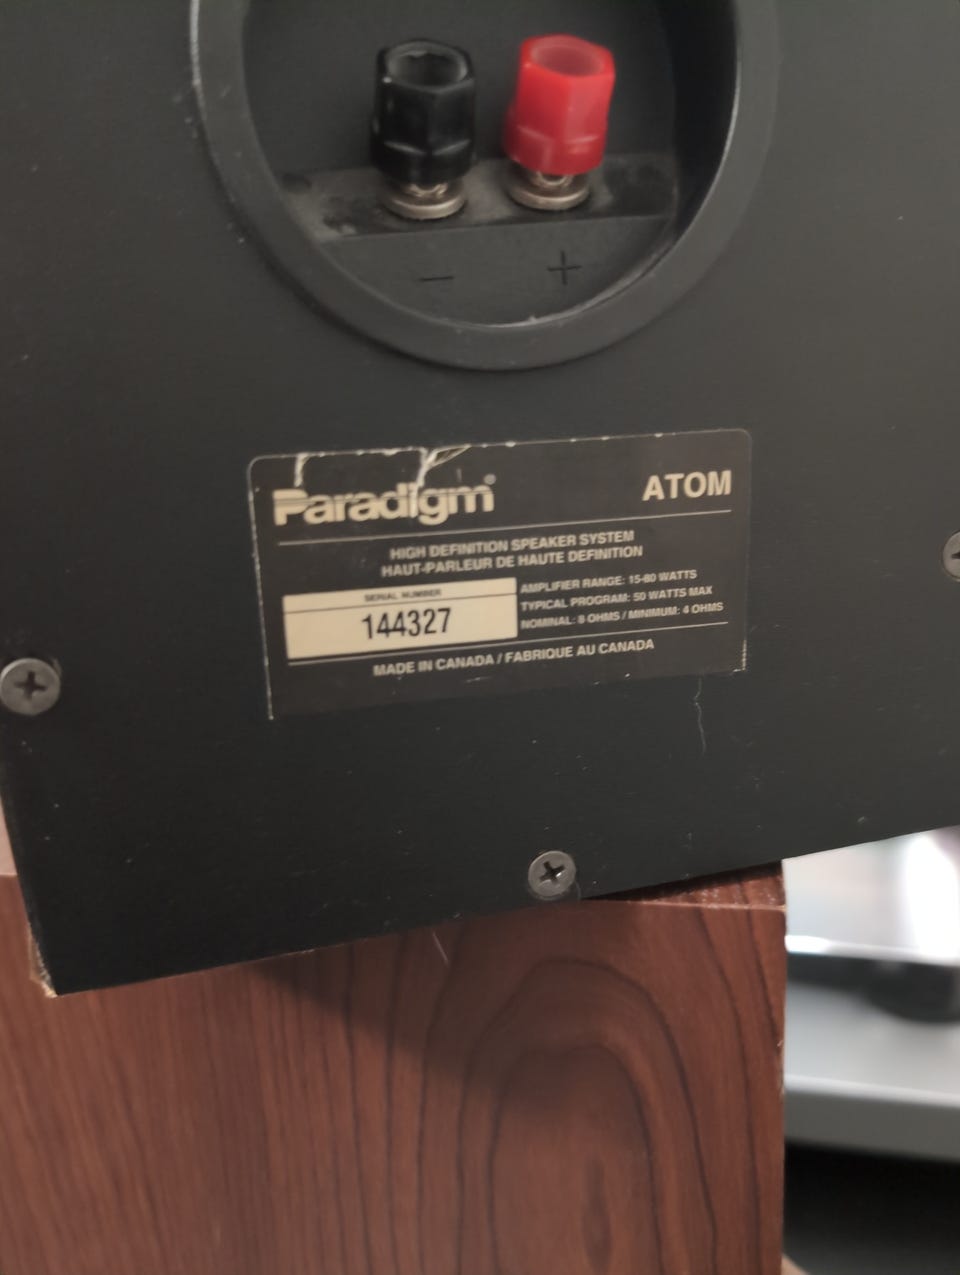 − +
Paradigm® ATOM
HIGH DEFINITION SPEAKER SYSTEM
HAUT-PARLEUR DE HAUTE DEFINITION
SERIAL NUMBER
144327
AMPLIFIER RANGE: 15-80 WATTS
TYPICAL PROGRAM: 50 WATTS MAX
NOMINAL: 8 OHMS / MINIMUM: 4 OHMS
MADE IN CANADA / FABRIQUE AU CANADA